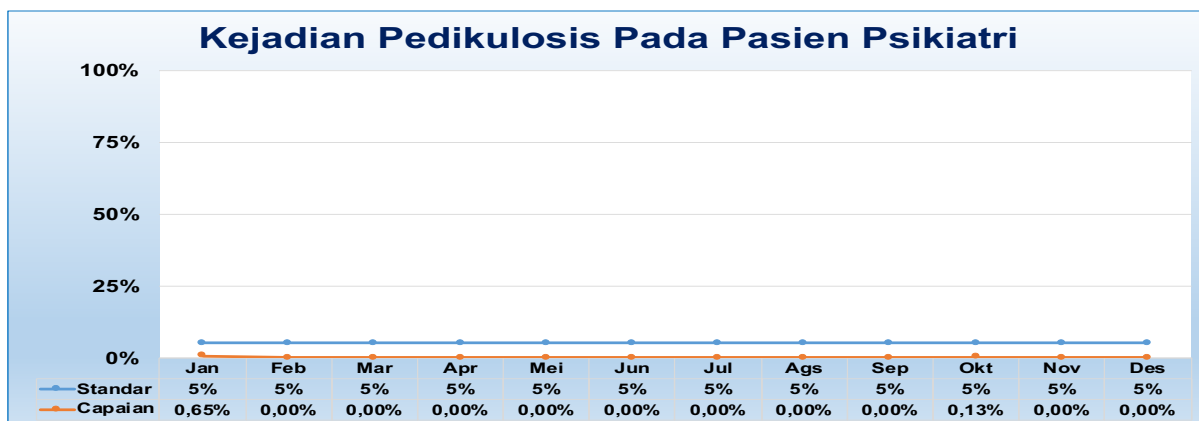 Kejadian Pedikulosis Pada Pasien Psikiatri
100%
75%
50%
25%
0%
Jan Feb Mar Apr Mei Jun Jul Ags Sep Okt Nov Des
Standar 5% 5% 5% 5% 5% 5% 5% 5% 5% 5% 5% 5%
Capaian 0,65% 0,00% 0,00% 0,00% 0,00% 0,00% 0,00% 0,00% 0,00% 0,13% 0,00% 0,00%